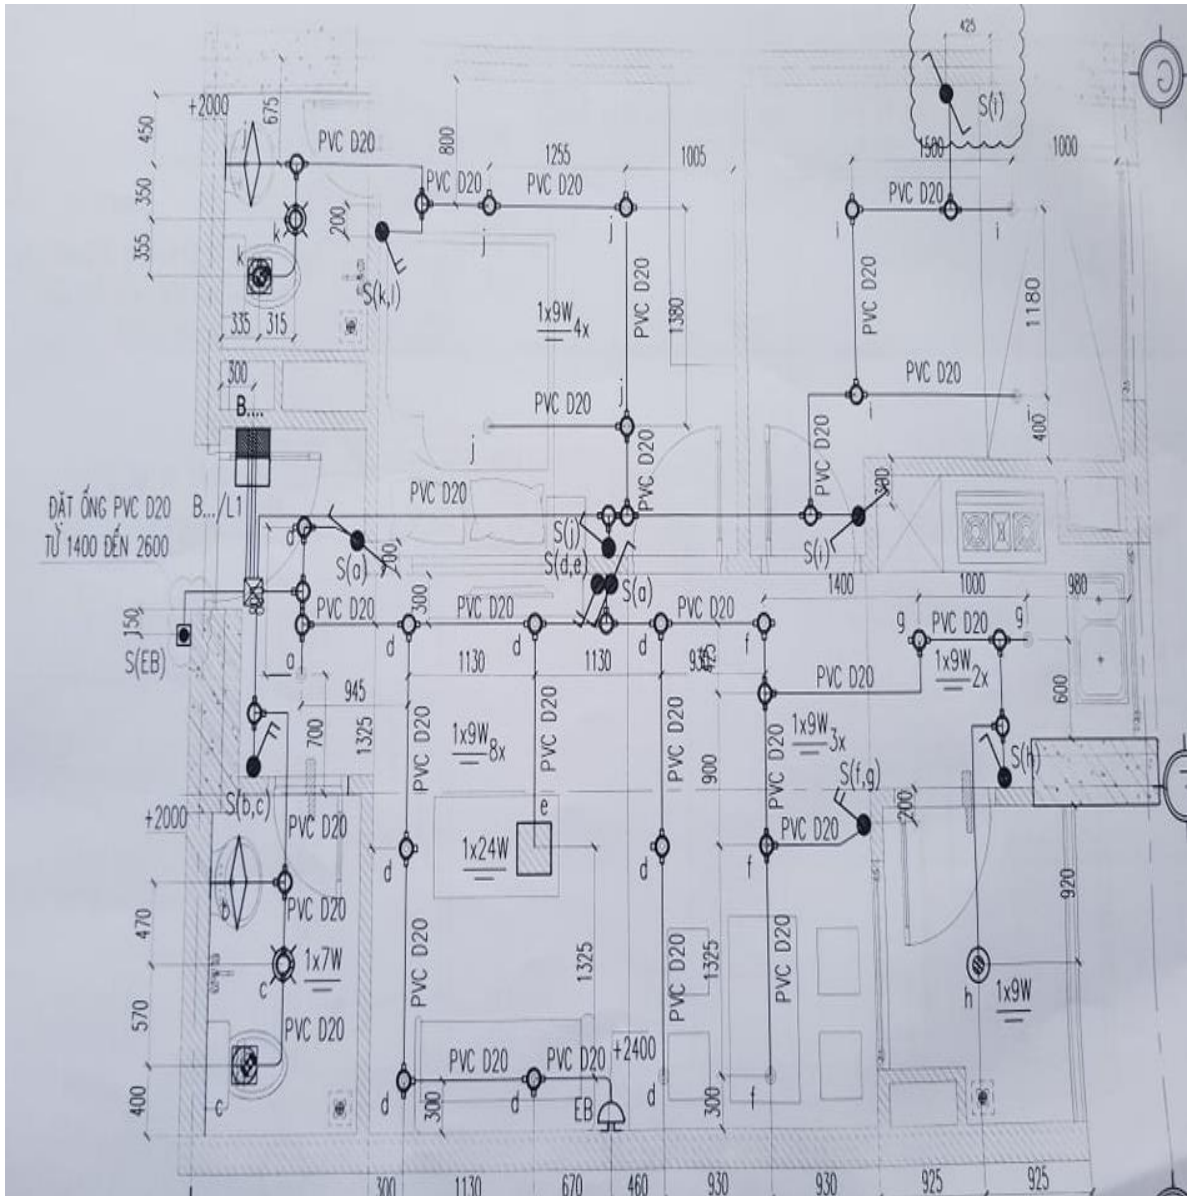 425
+2000
675
450
PVC D20
800
1255
1005
S(i)
1500
1000
350
PVC D20
PVC D20
PVC D20
200
j
j
i
i
k
k
355
S(k,l)
335
315
1x9W
4x
PVC D20
1380
PVC D20
1180
300
B....
PVC D20
j
j
PVC D20
i
400
ĐẶT ỐNG PVC D20
TỪ 1400 ĐẾN 2600
B.../L1
PVC D20
PVC D20
PVC D20
300
d
S(j)
S(d,e)
S(i)
S(a)
200
S(a)
1400
1000
980
150
S(EB)
PVC D20
300
PVC D20
PVC D20
d
d
d
f
g
PVC D20
g
a
1130
1130
425
1x9W
2x
945
700
1325
PVC D20
1x9W
8x
PVC D20
PVC D20
900
PVC D20
PVC D20
1x9W
3x
600
S(h)
S(f,g)
S(b,c)
+2000
PVC D20
e
1x24W
200
PVC D20
d
d
f
b
PVC D20
470
920
1x7W
c
PVC D20
1325
PVC D20
1325
PVC D20
h
1x9W
570
PVC D20
PVC D20
PVC D20
+2400
400
c
d
300
d
EB
d
300
f
300
1130
670
460
930
930
925
925